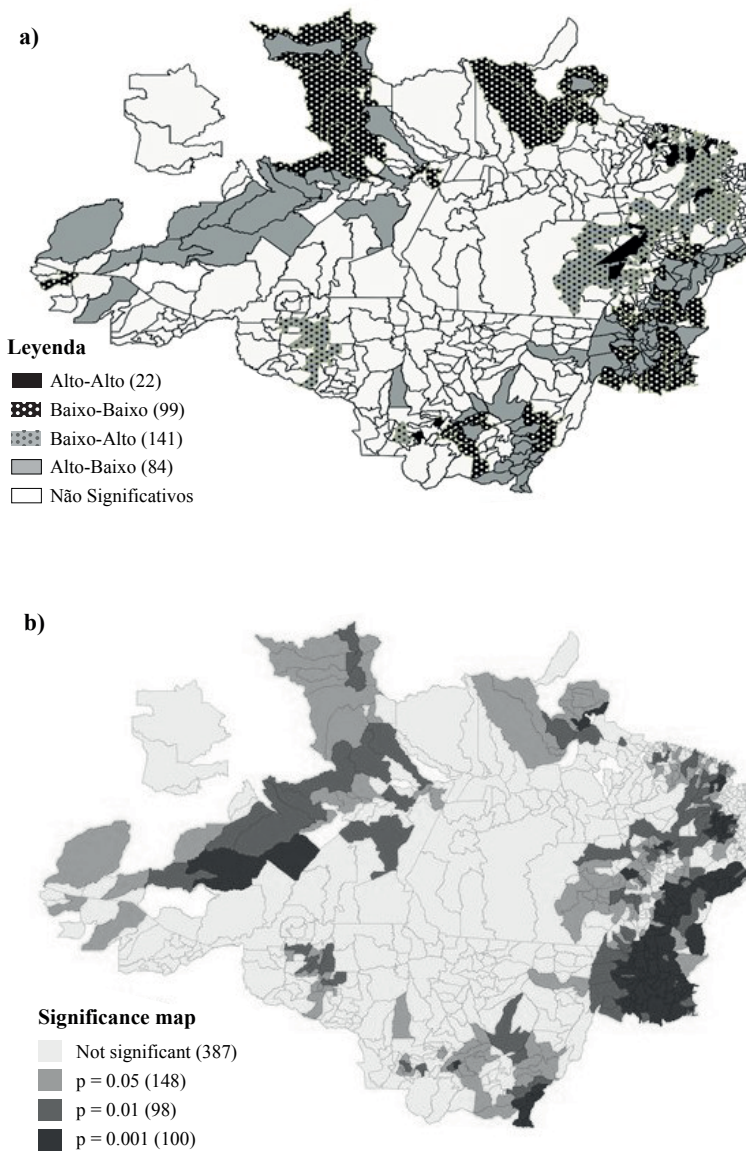 a)
Leyenda
Alto-Alto (22)
Baixo-Baixo (99)
Baixo-Alto (141)
Alto-Baixo (84)
Não Significativos
b)
Significance map
Not significant (387)
p = 0.05 (148)
p = 0.01 (98)
p = 0.001 (100)